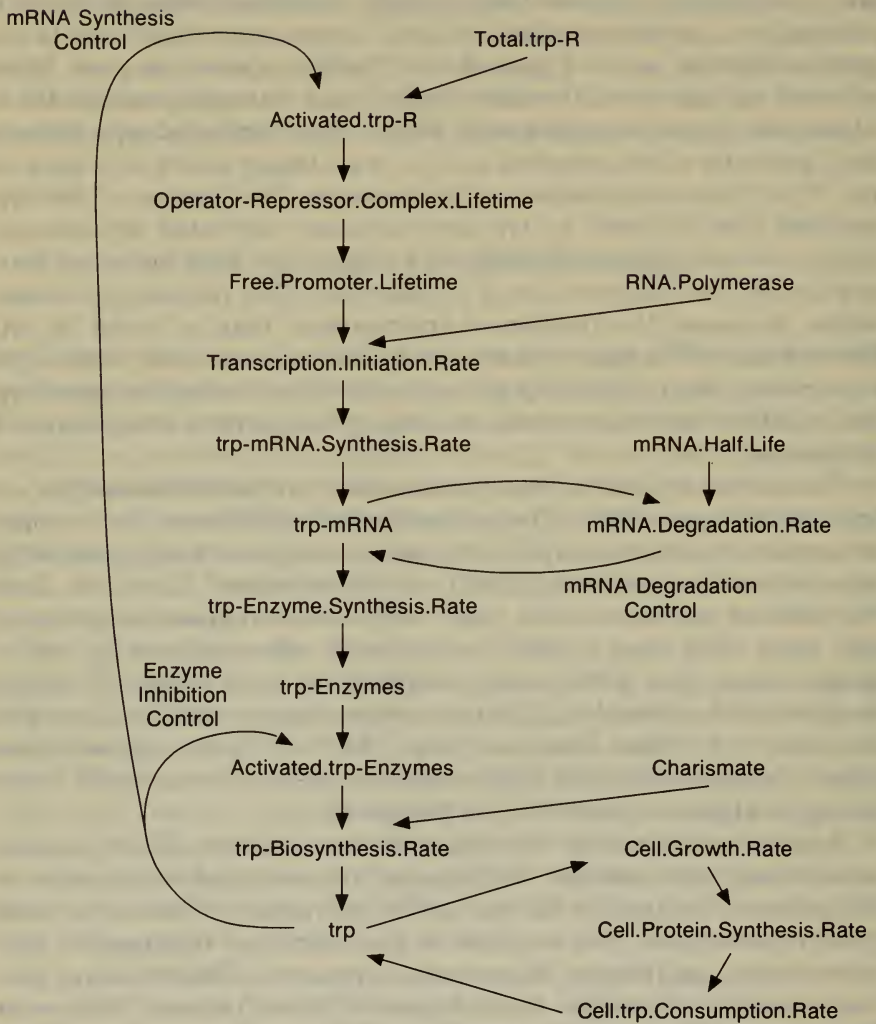 mRNA Synthesis
Control
Total.trp-R
Activated.trp-R
Operator-Repressor.Complex.Lifetime
Free.Promoter.Lifetime
RNA.Polymerase
Transcription.Initiation.Rate
trp-mRNA.Synthesis.Rate
mRNA.Half.Life
trp-mRNA
mRNA.Degradation.Rate
mRNA Degradation
Control
trp-Enzyme.Synthesis.Rate
Enzyme
Inhibition
Control
trp-Enzymes
Activated.trp-Enzymes
Charismate
trp-Biosynthesis.Rate
Cell.Growth.Rate
trp
Cell.Protein.Synthesis.Rate
Cell.trp.Consumption.Rate